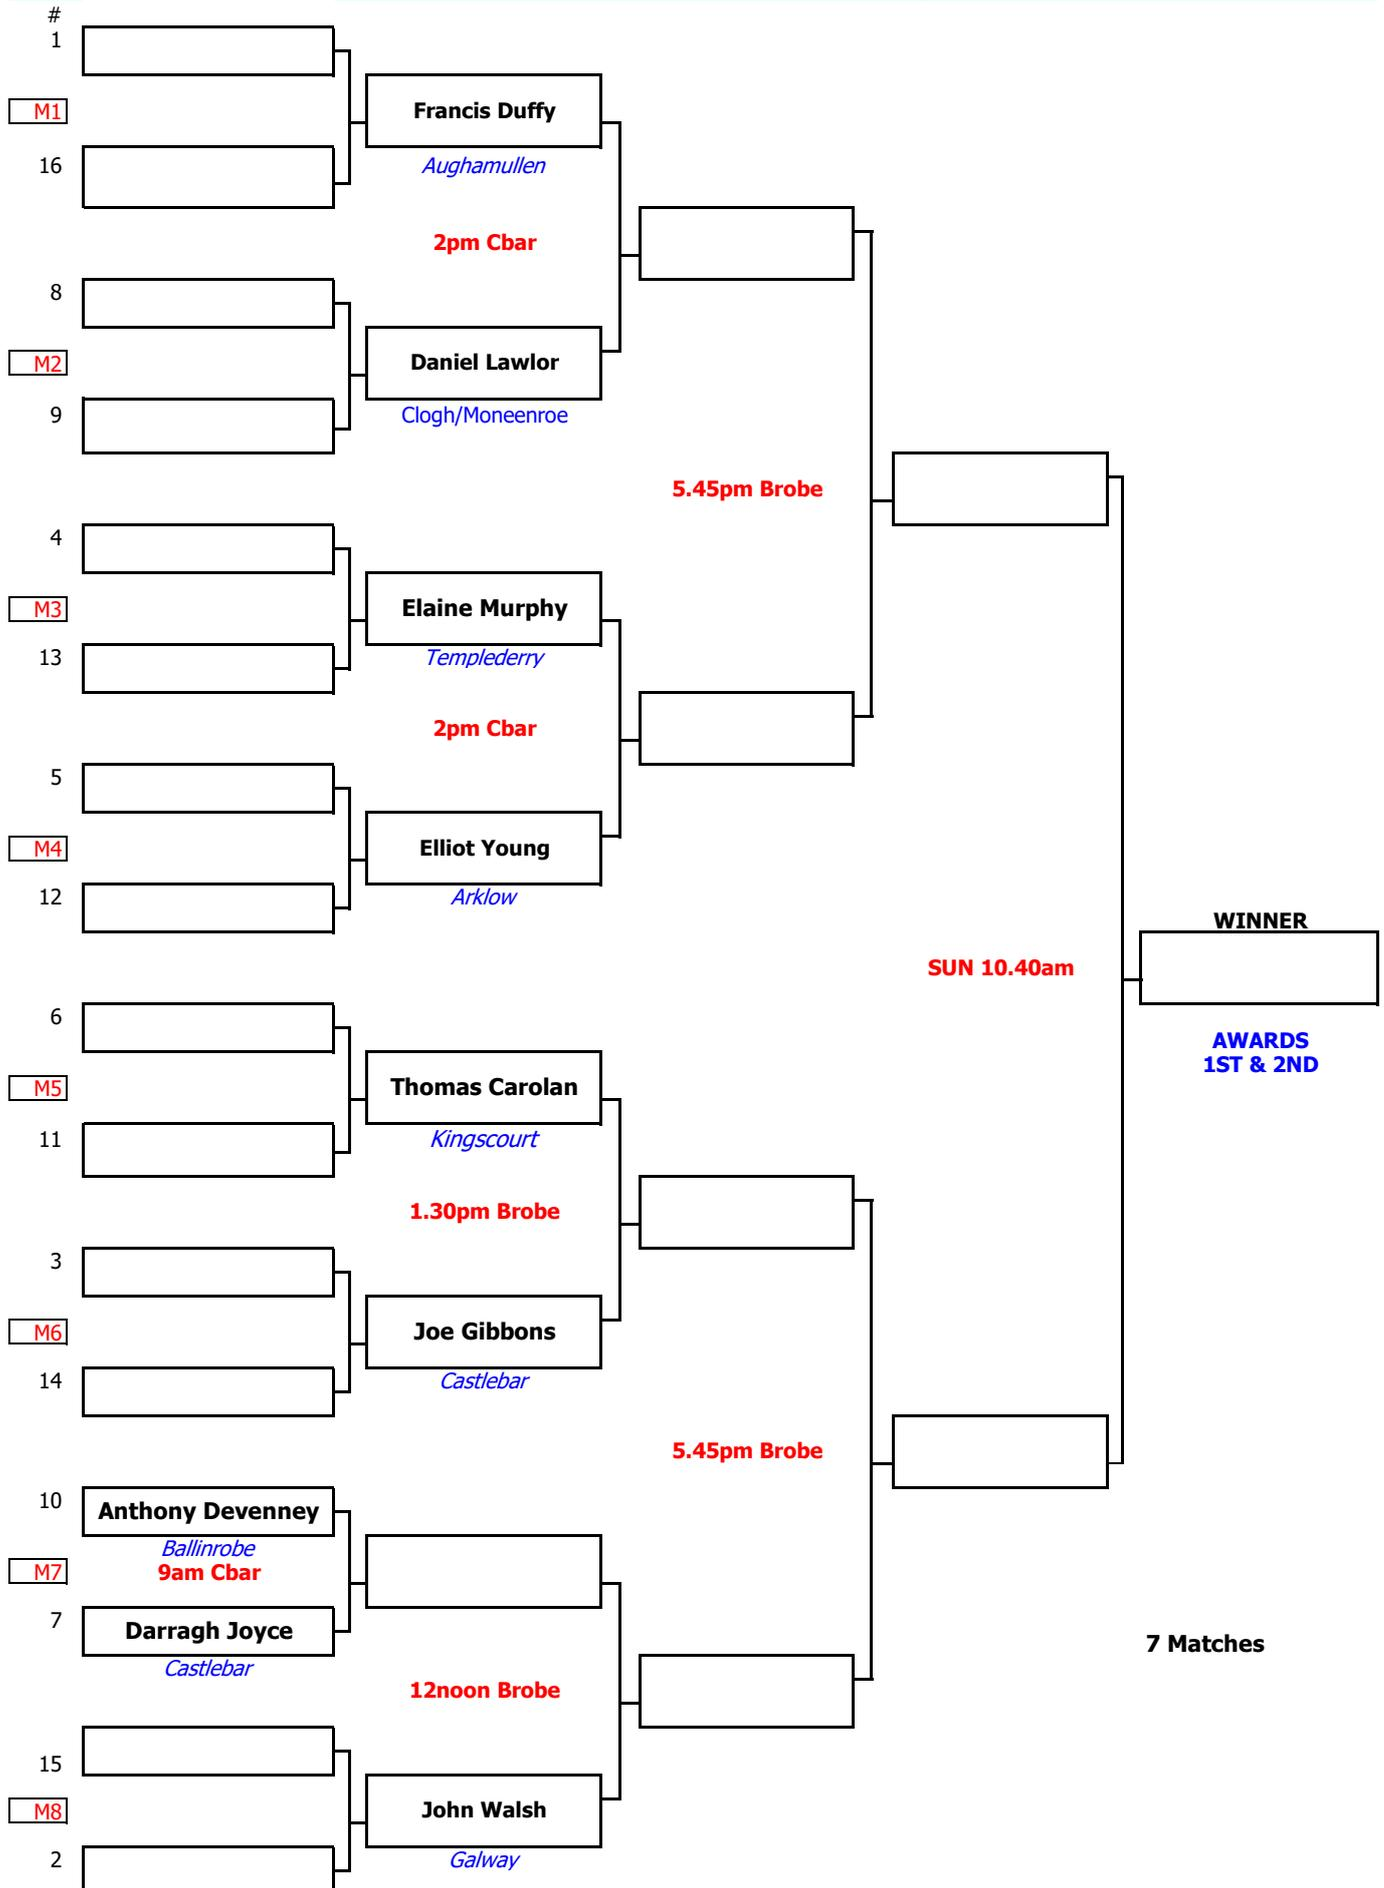 #
1
M1
Francis Duffy
16
Aughamullen
2pm Cbar
8
M2
Daniel Lawlor
9
Clogh/Moneenroe
5.45pm Brobe
4
M3
Elaine Murphy
13
Templederry
2pm Cbar
5
M4
Elliot Young
12
Arklow
WINNER
SUN 10.40am
6
AWARDS
1ST & 2ND
M5
Thomas Carolan
11
Kingscourt
1.30pm Brobe
3
M6
Joe Gibbons
14
Castlebar
5.45pm Brobe
10
Anthony Devenney
Ballinrobe
M7
9am Cbar
7
Darragh Joyce
7 Matches
Castlebar
12noon Brobe
15
M8
John Walsh
2
Galway